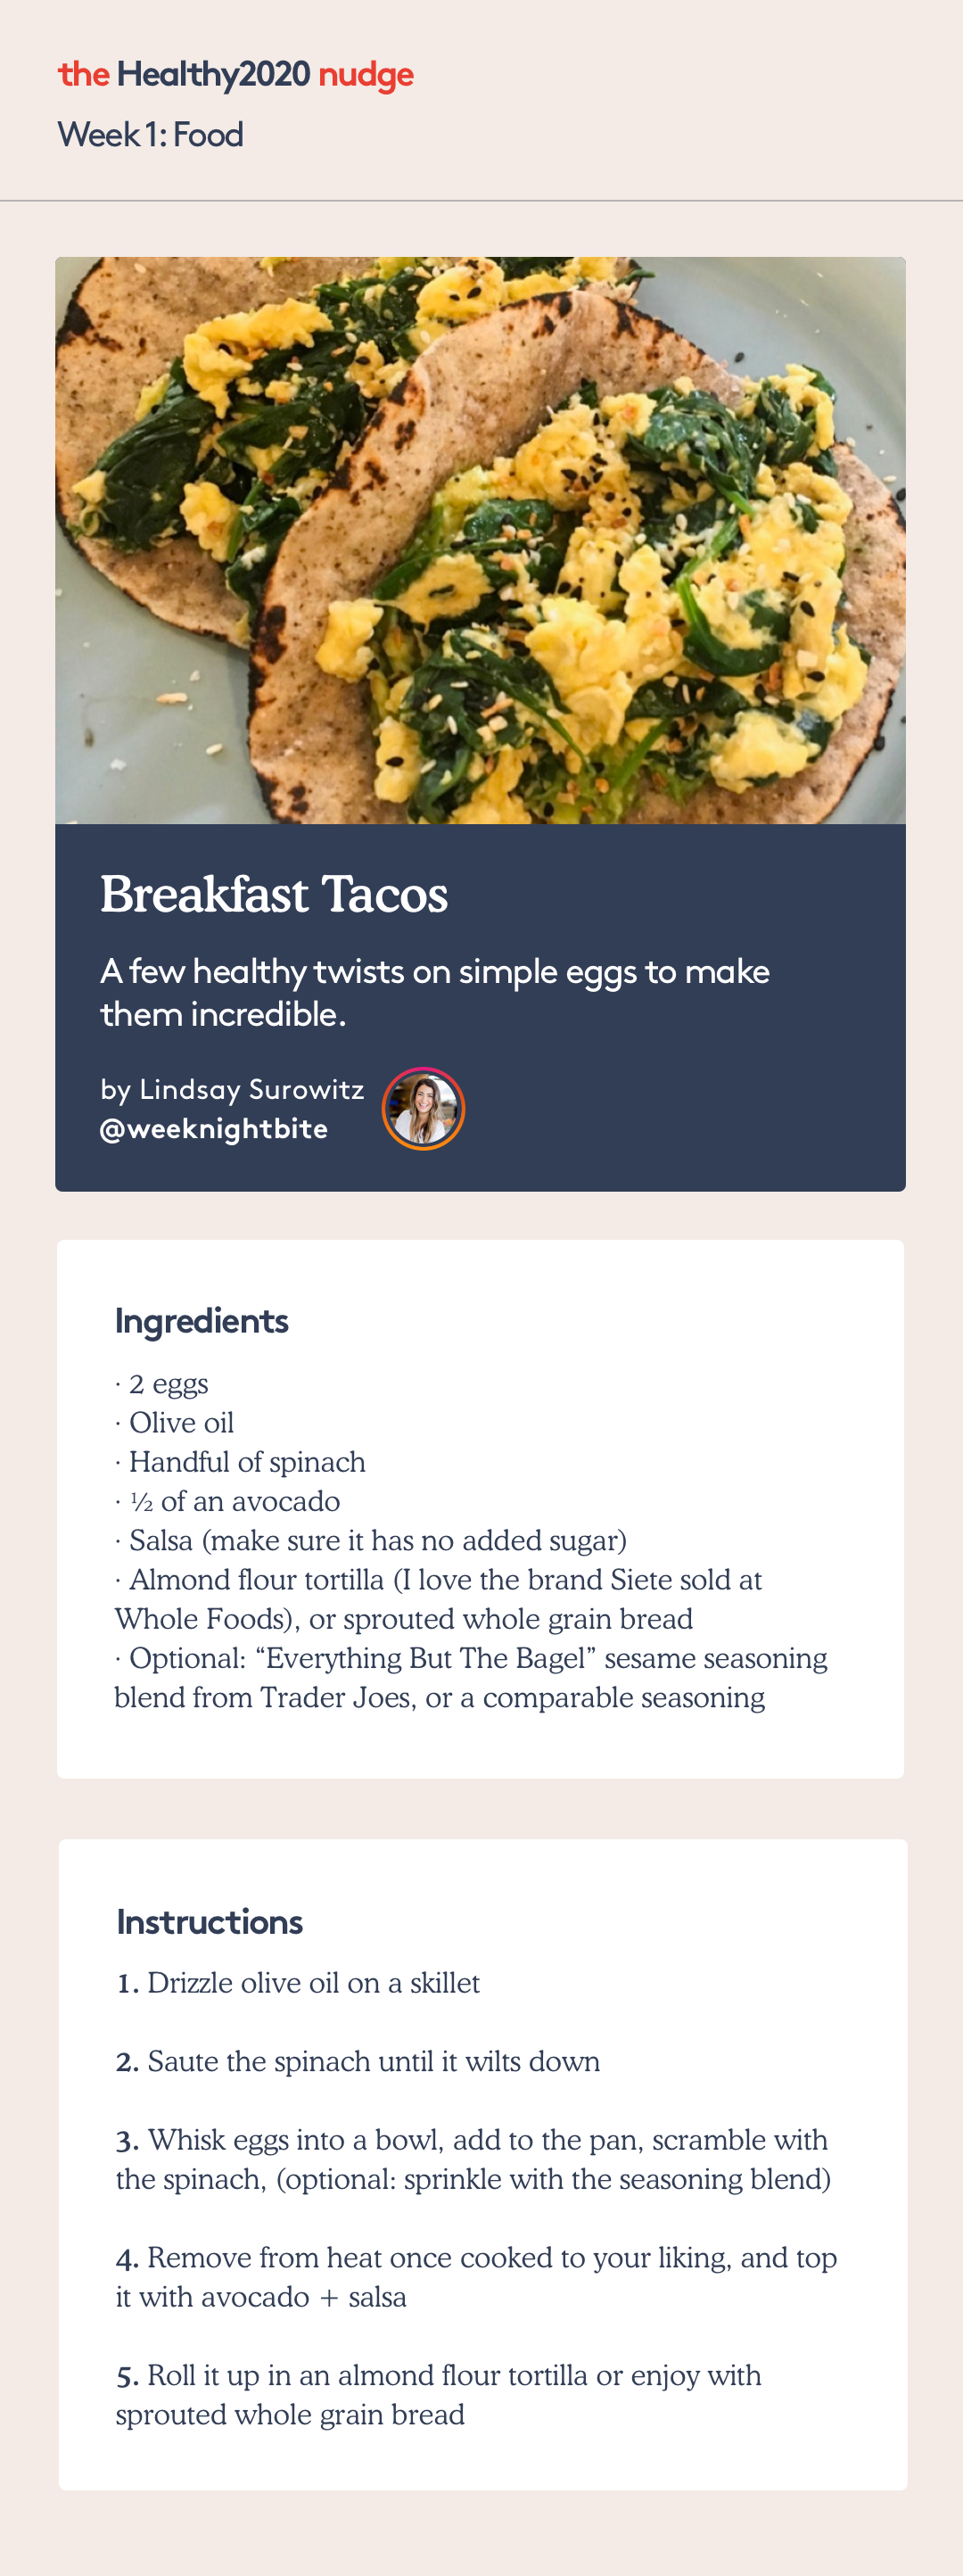 the Healthy2020 nudge
Week 1: Food
Breakfast Tacos
A few healthy twists on simple eggs to make
them incredible.
by Lindsay Surowitz
@weeknightbite
Ingredients
· 2 eggs
· Olive oil
· Handful of spinach
· ½ of an avocado
· Salsa (make sure it has no added sugar)
· Almond flour tortilla (I love the brand Siete sold at
Whole Foods), or sprouted whole grain bread
· Optional: “Everything But The Bagel” sesame seasoning
blend from Trader Joes, or a comparable seasoning
Instructions
1. Drizzle olive oil on a skillet
2. Saute the spinach until it wilts down
3. Whisk eggs into a bowl, add to the pan, scramble with
the spinach, (optional: sprinkle with the seasoning blend)
4. Remove from heat once cooked to your liking, and top
it with avocado + salsa
5. Roll it up in an almond flour tortilla or enjoy with
sprouted whole grain bread